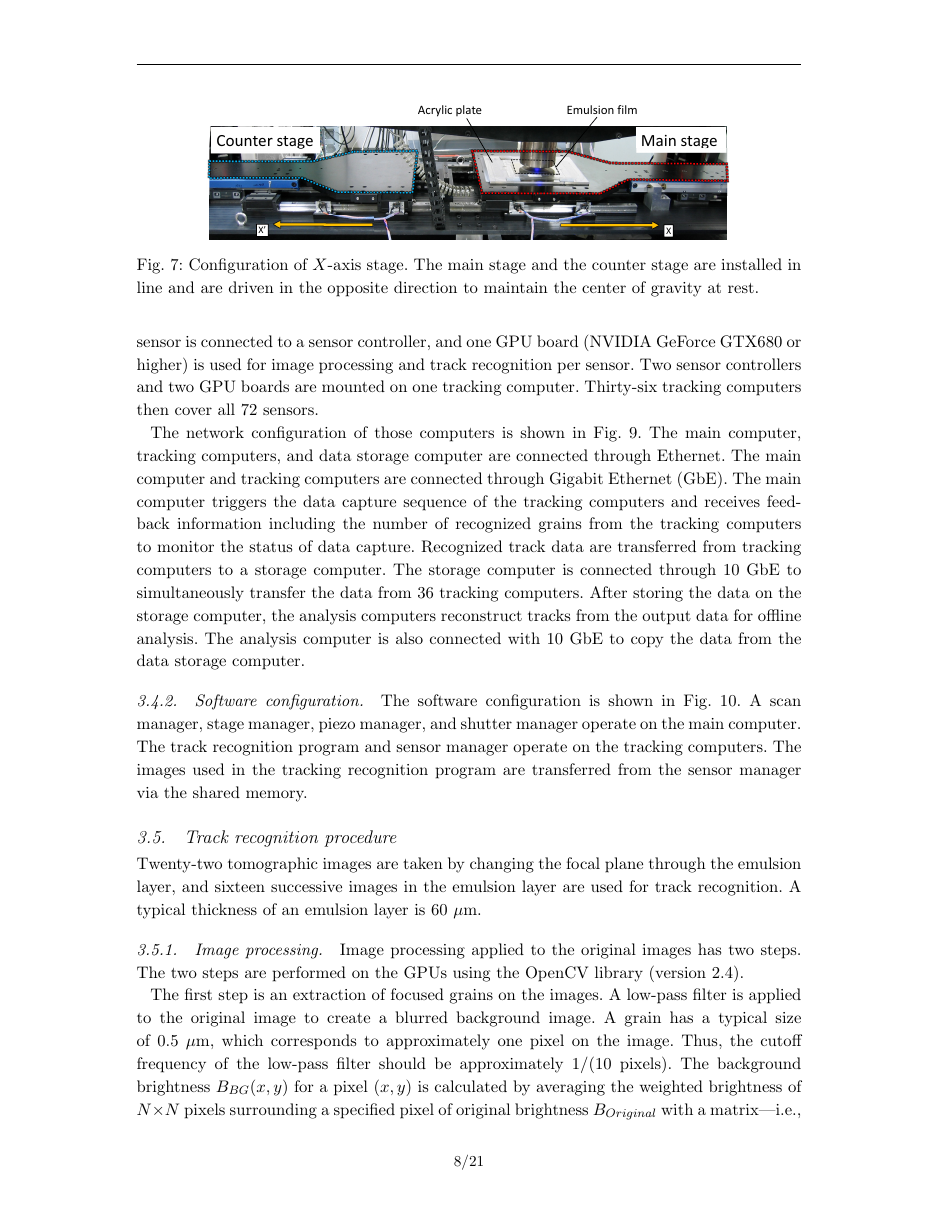 Acrylic plate Emulsion film
Counter stage Main stage
X' X
Fig. 7: Configuration of X-axis stage. The main stage and the counter stage are installed in
line and are driven in the opposite direction to maintain the center of gravity at rest.
sensor is connected to a sensor controller, and one GPU board (NVIDIA GeForce GTX680 or
higher) is used for image processing and track recognition per sensor. Two sensor controllers
and two GPU boards are mounted on one tracking computer. Thirty-six tracking computers
then cover all 72 sensors.
The network configuration of those computers is shown in Fig. 9. The main computer,
tracking computers, and data storage computer are connected through Ethernet. The main
computer and tracking computers are connected through Gigabit Ethernet (GbE). The main
computer triggers the data capture sequence of the tracking computers and receives feed-
back information including the number of recognized grains from the tracking computers
to monitor the status of data capture. Recognized track data are transferred from tracking
computers to a storage computer. The storage computer is connected through 10 GbE to
simultaneously transfer the data from 36 tracking computers. After storing the data on the
storage computer, the analysis computers reconstruct tracks from the output data for offline
analysis. The analysis computer is also connected with 10 GbE to copy the data from the
data storage computer.
3.4.2. Software configuration. The software configuration is shown in Fig. 10. A scan
manager, stage manager, piezo manager, and shutter manager operate on the main computer.
The track recognition program and sensor manager operate on the tracking computers. The
images used in the tracking recognition program are transferred from the sensor manager
via the shared memory.
3.5. Track recognition procedure
Twenty-two tomographic images are taken by changing the focal plane through the emulsion
layer, and sixteen successive images in the emulsion layer are used for track recognition. A
typical thickness of an emulsion layer is 60 μm.
3.5.1. Image processing. Image processing applied to the original images has two steps.
The two steps are performed on the GPUs using the OpenCV library (version 2.4).
The first step is an extraction of focused grains on the images. A low-pass filter is applied
to the original image to create a blurred background image. A grain has a typical size
of 0.5 μm, which corresponds to approximately one pixel on the image. Thus, the cutoff
frequency of the low-pass filter should be approximately 1/(10 pixels). The background
brightness B_{BG}(x, y) for a pixel (x, y) is calculated by averaging the weighted brightness of
N×N pixels surrounding a specified pixel of original brightness B_{Original} with a matrix—i.e.,
8/21